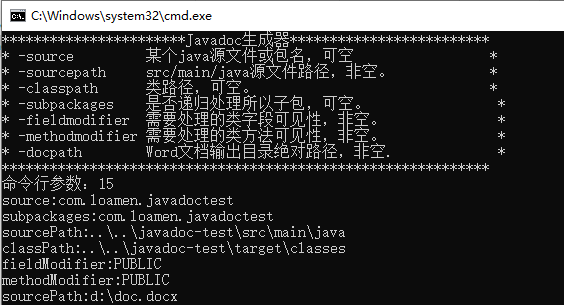 C:\Windows\system32\cmd.exe
***********************Javadoc生成器*************************
* -source         某个java源文件或包名，可空                 *
* -sourcepath     src/main/java源文件路径，非空。            *
* -classpath      类路径，可空。                             *
* -subpackages    是否递归处理所以子包，可空。                *
* -fieldmodifier  需要处理的类字段可见性，非空。              *
* -methodmodifier 需要处理的类方法可见性，非空。              *
* -docpath        Word文档输出目录绝对路径，非空.             *
*************************************************************
命令行参数：15
source:com.loamen.javadoctest
subpackages:com.loamen.javadoctest
sourcePath:..\..\javadoc-test\src\main\java
classPath:..\..\javadoc-test\target\classes
fieldModifier:PUBLIC
methodModifier:PUBLIC
sourcePath:d:\doc.docx